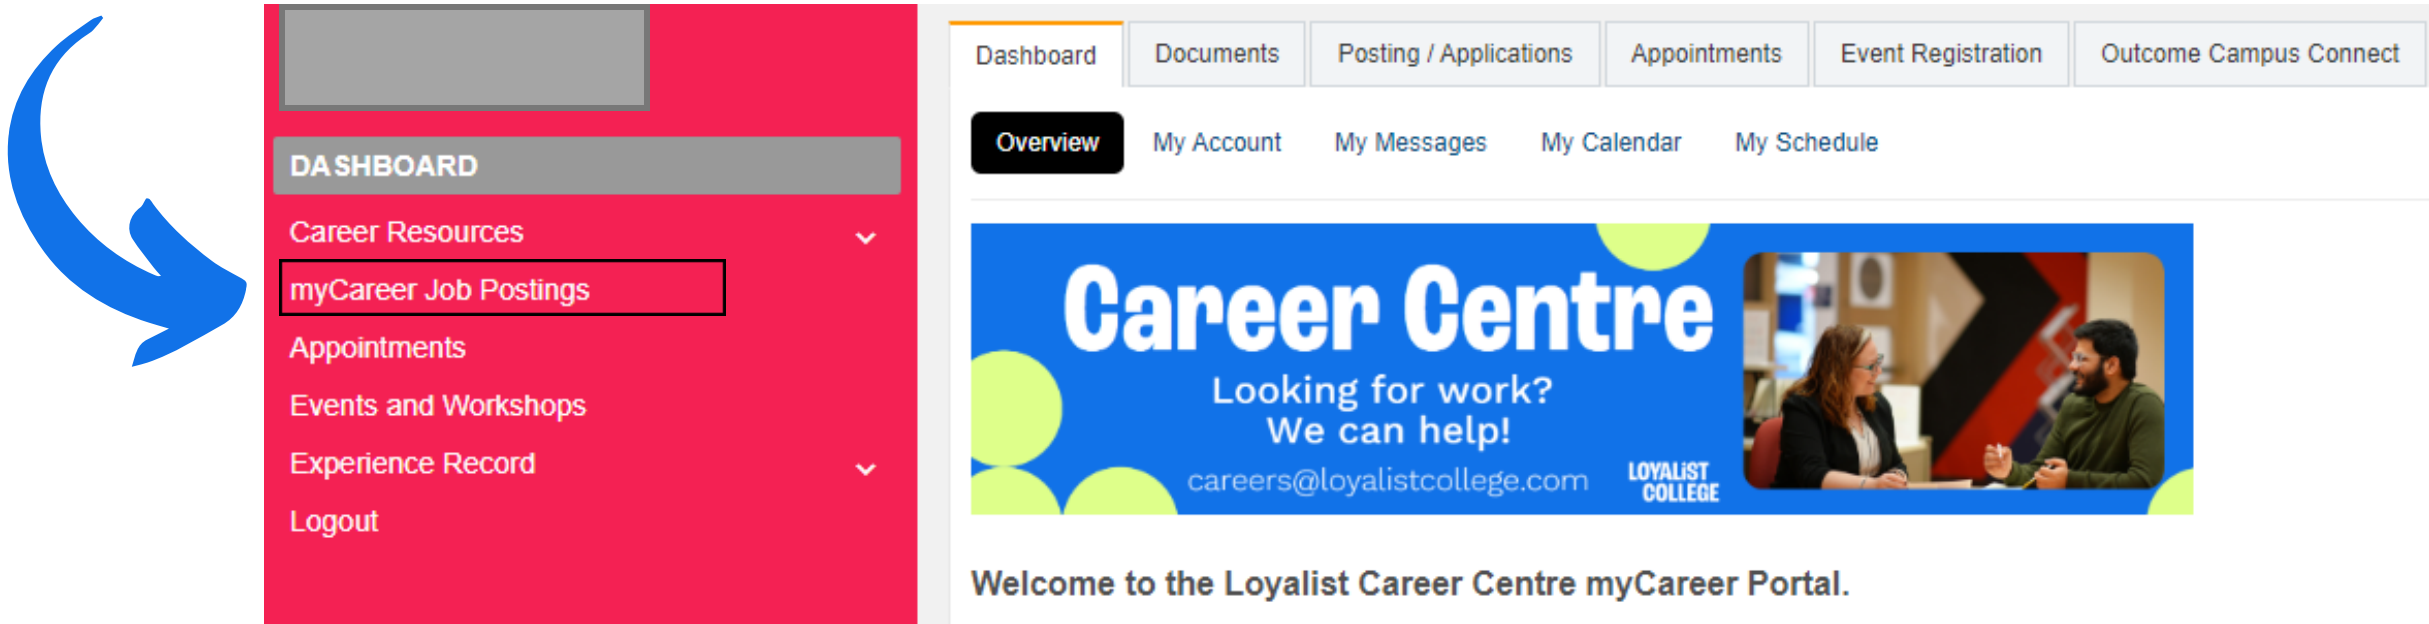 DASHBOARD
Career Resources
myCareer Job Postings
Appointments
Events and Workshops
Experience Record
Logout
Dashboard
Documents
Posting / Applications
Appointments
Event Registration
Outcome Campus Connect
Overview
My Account
My Messages
My Calendar
My Schedule
Career Centre
Looking for work?
We can help!
careers@loyalistcollege.com
LOYALiST
COLLEGE
Welcome to the Loyalist Career Centre myCareer Portal.